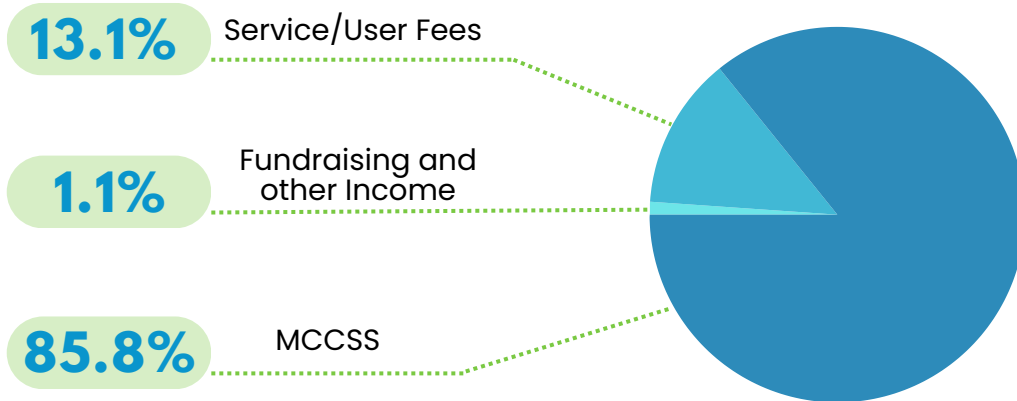 13.1%
Service/User Fees
1.1%
Fundraising and
other Income
85.8%
MCCSS